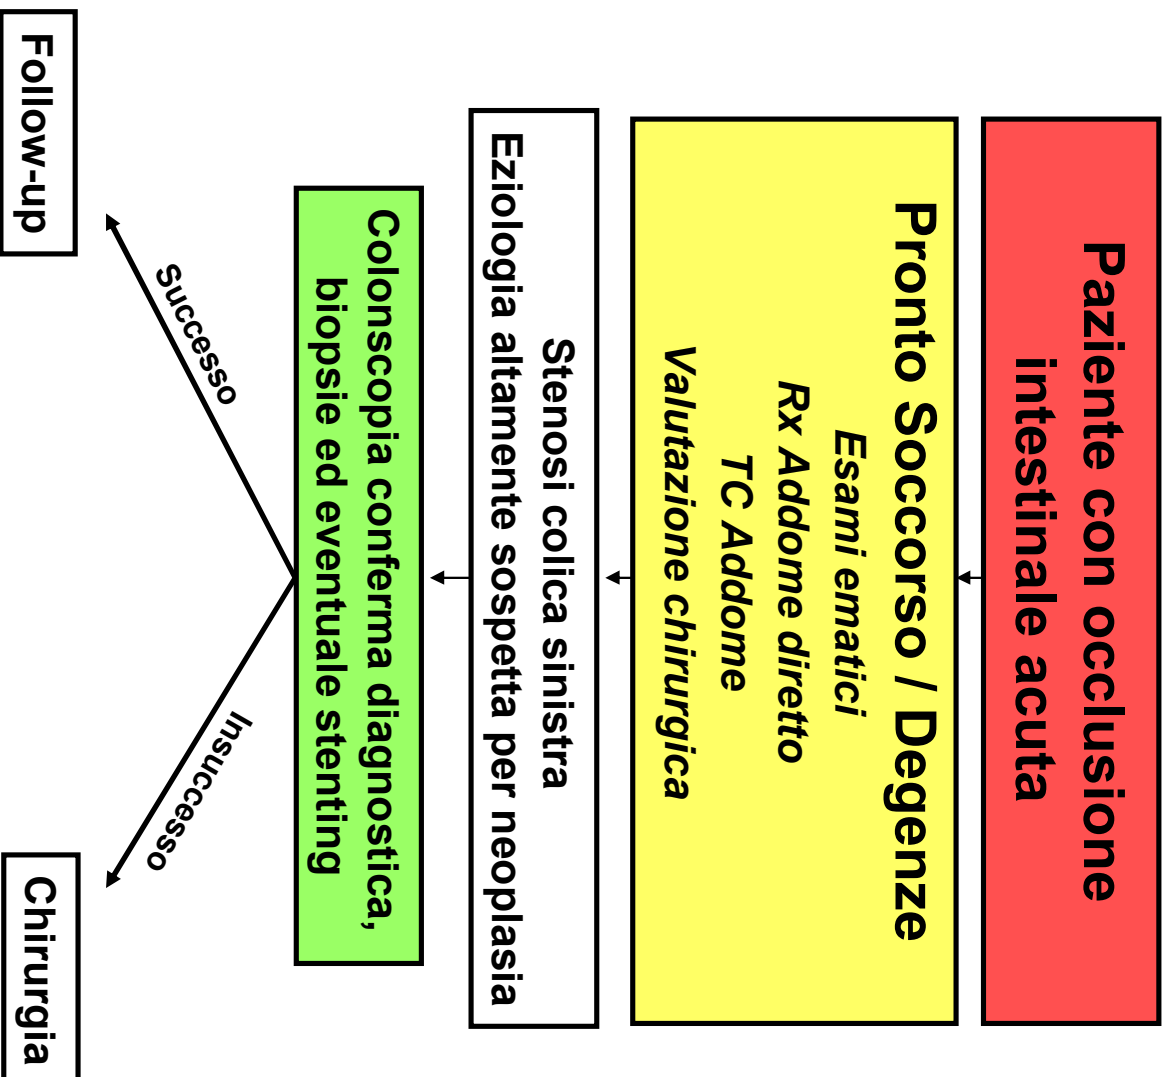 Paziente con occlusione
intestinale acuta
Pronto Soccorso / Degenze
Esami ematici
Rx Addome diretto
TC Addome
Valutazione chirurgica
Stenosi colica sinistra
Eziologia altamente sospetta per neoplasia
Colonscopia conferma diagnostica,
biopsie ed eventuale stenting
Successo
Insuccesso
Follow-up
Chirurgia